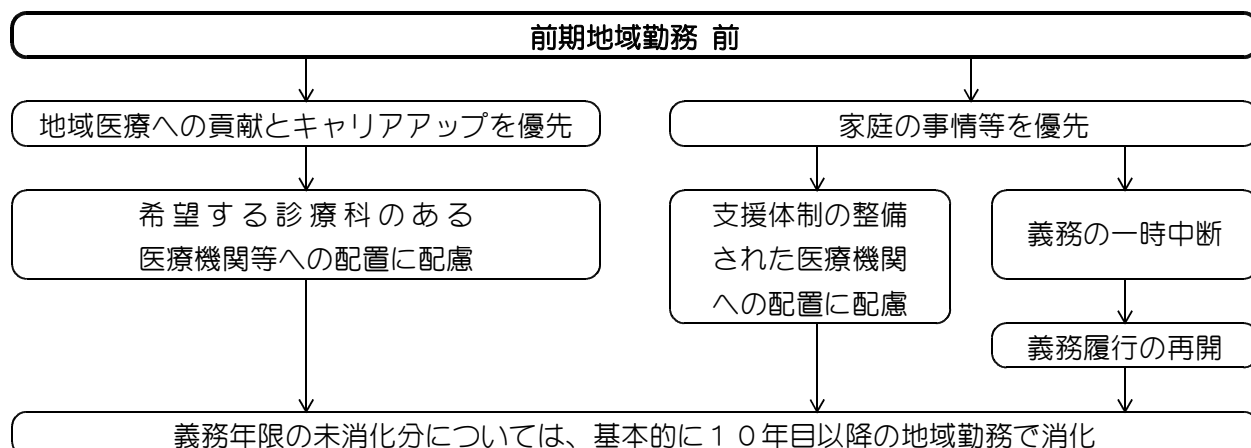 前期地域勤務 前
地域医療への貢献とキャリアアップを優先
家庭の事情等を優先
希望する診療科のある
医療機関等への配置に配慮
支援体制の整備
された医療機関
への配置に配慮
義務の一時中断
義務履行の再開
義務年限の未消化分については、基本的に１０年目以降の地域勤務で消化